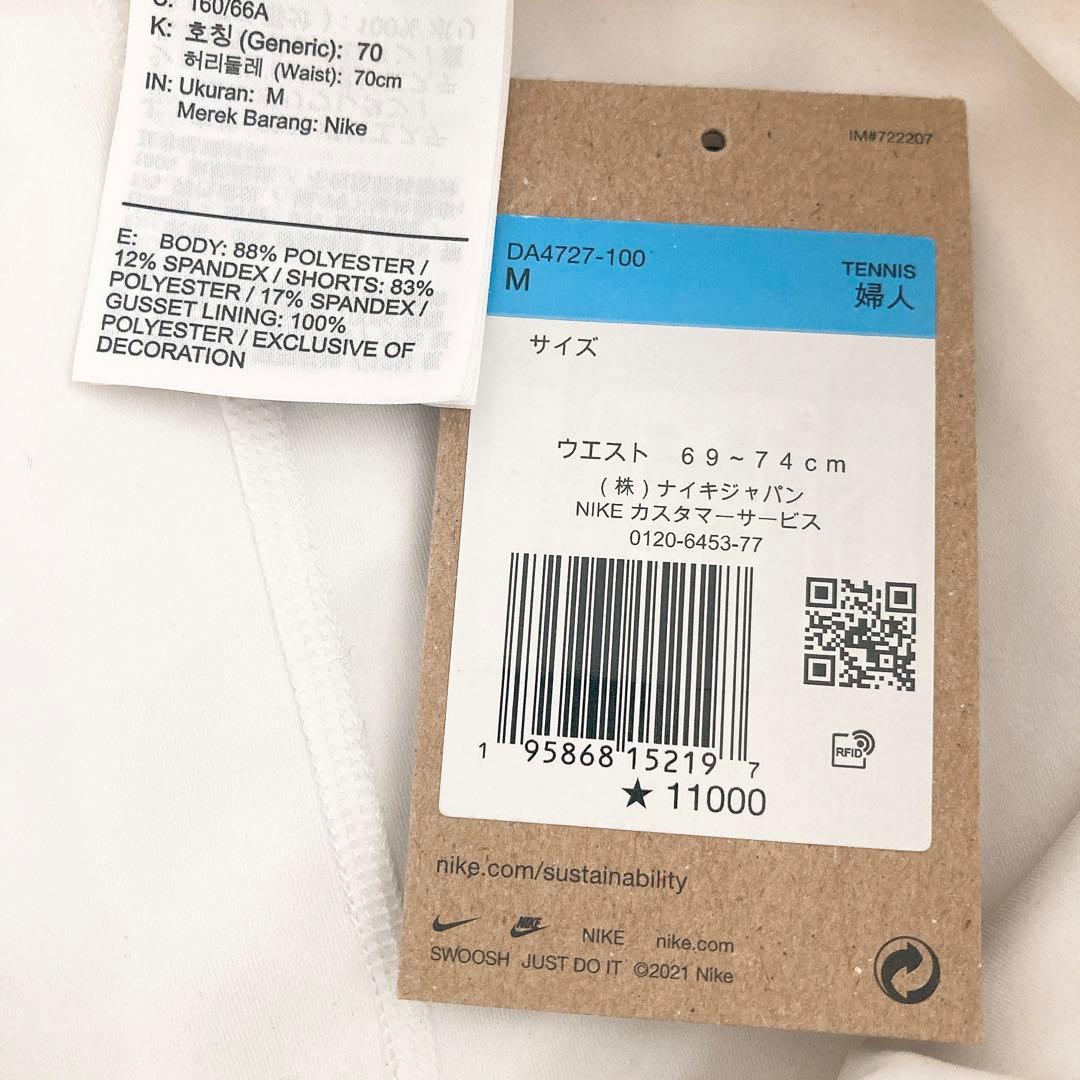 160/66A
K: 호칭 (Generic): 70
허리둘레 (Waist): 70cm
IN: Ukuran: M
Merek Barang: Nike
E: BODY: 88% POLYESTER /
12% SPANDEX / SHORTS: 83%
POLYESTER / 17% SPANDEX /
GUSSET LINING: 100%
POLYESTER / EXCLUSIVE OF
DECORATION
IM#722207
DA4727-100
M
TENNIS
婦人
サイズ
ウエスト 69~74cm
(株)ナイキジャパン
NIKE カスタマーサービス
0120-6453-77
1 95868 15219 7
RFID
★ 11000
nike.com/sustainability
NIKE
NIKE nike.com
SWOOSH JUST DO IT ©2021 Nike